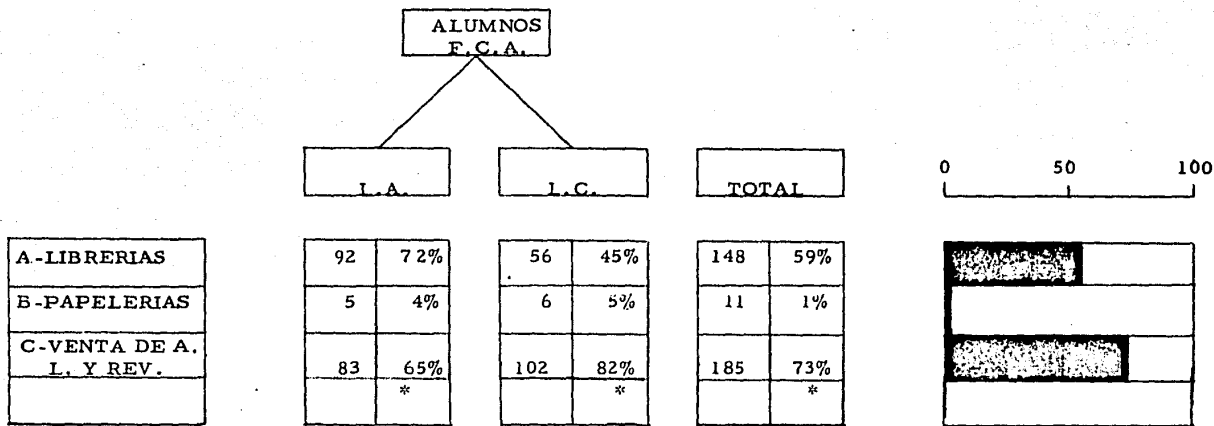 ALUMNOS
F.C.A.
L.A. L.C. TOTAL 0 50 100
A-LIBRERIAS 92 72% 56 45% 148 59%
B-PAPELERIAS 5 4% 6 5% 11 1%
C-VENTA DE A.
L. Y REV. 83 65% 102 82% 185 73%
* * *